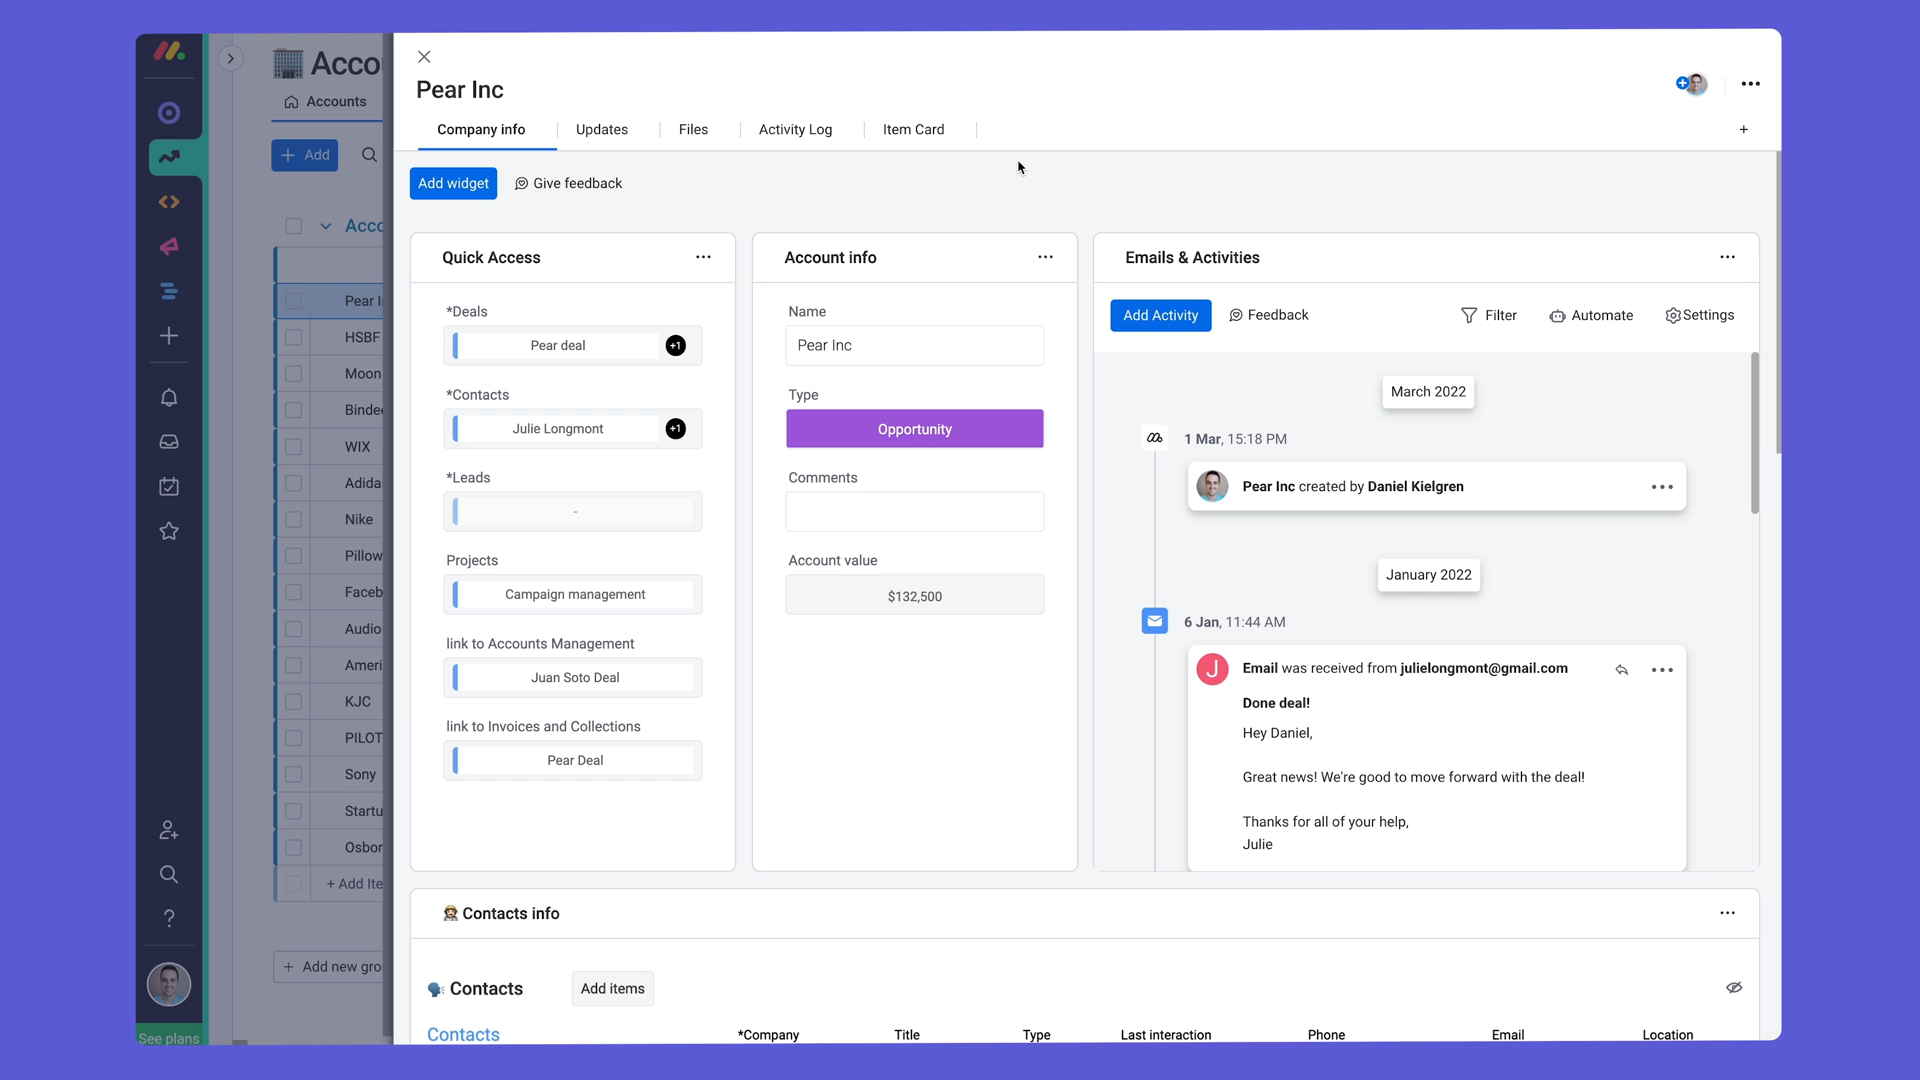 Acco
Accounts
Add
Acco
Pear I
HSBF
Moon
Binde
WIX
Adida
Nike
Pillow
Faceb
Audio
Ameri
KJC
PILOT
Sony
Startu
Osbor
+ Add Ite
+ Add new gro
See plans
Pear Inc
Company info
Updates
Files
Activity Log
Item Card
+
Add widget
Give feedback
Quick Access
*Deals
Pear deal
+1
*Contacts
Julie Longmont
+1
*Leads
-
Projects
Campaign management
link to Accounts Management
Juan Soto Deal
link to Invoices and Collections
Pear Deal
Account info
Name
Pear Inc
Type
Opportunity
Comments
Account value
$132,500
Emails & Activities
Add Activity
Feedback
Filter
Automate
Settings
March 2022
1 Mar, 15:18 PM
Pear Inc created by Daniel Kielgren
January 2022
6 Jan, 11:44 AM
J
Email was received from julielongmont@gmail.com
Done deal!
Hey Daniel,
Great news! We're good to move forward with the deal!
Thanks for all of your help,
Julie
Contacts info
Contacts
Add items
Contacts
*Company
Title
Type
Last interaction
Phone
Email
Location